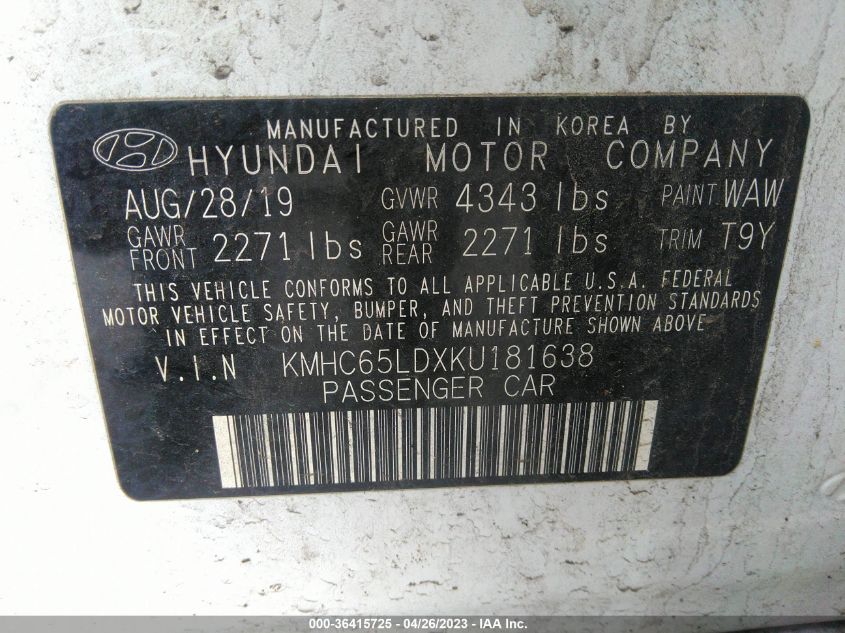 MANUFACTURED IN KOREA BY
HYUNDAI MOTOR COMPANY
AUG/28/19 GVWR 4343 lbs PAINT WAW
GAWR FRONT 2271 lbs GAWR REAR 2271 lbs TRIM T9Y
THIS VEHICLE CONFORMS TO ALL APPLICABLE U.S.A. FEDERAL
MOTOR VEHICLE SAFETY, BUMPER, AND THEFT PREVENTION STANDARDS
IN EFFECT ON THE DATE OF MANUFACTURE SHOWN ABOVE
V.I.N KMHC65LDXKU181638
PASSENGER CAR
000-36415725 - 04/26/2023 - IAA Inc.